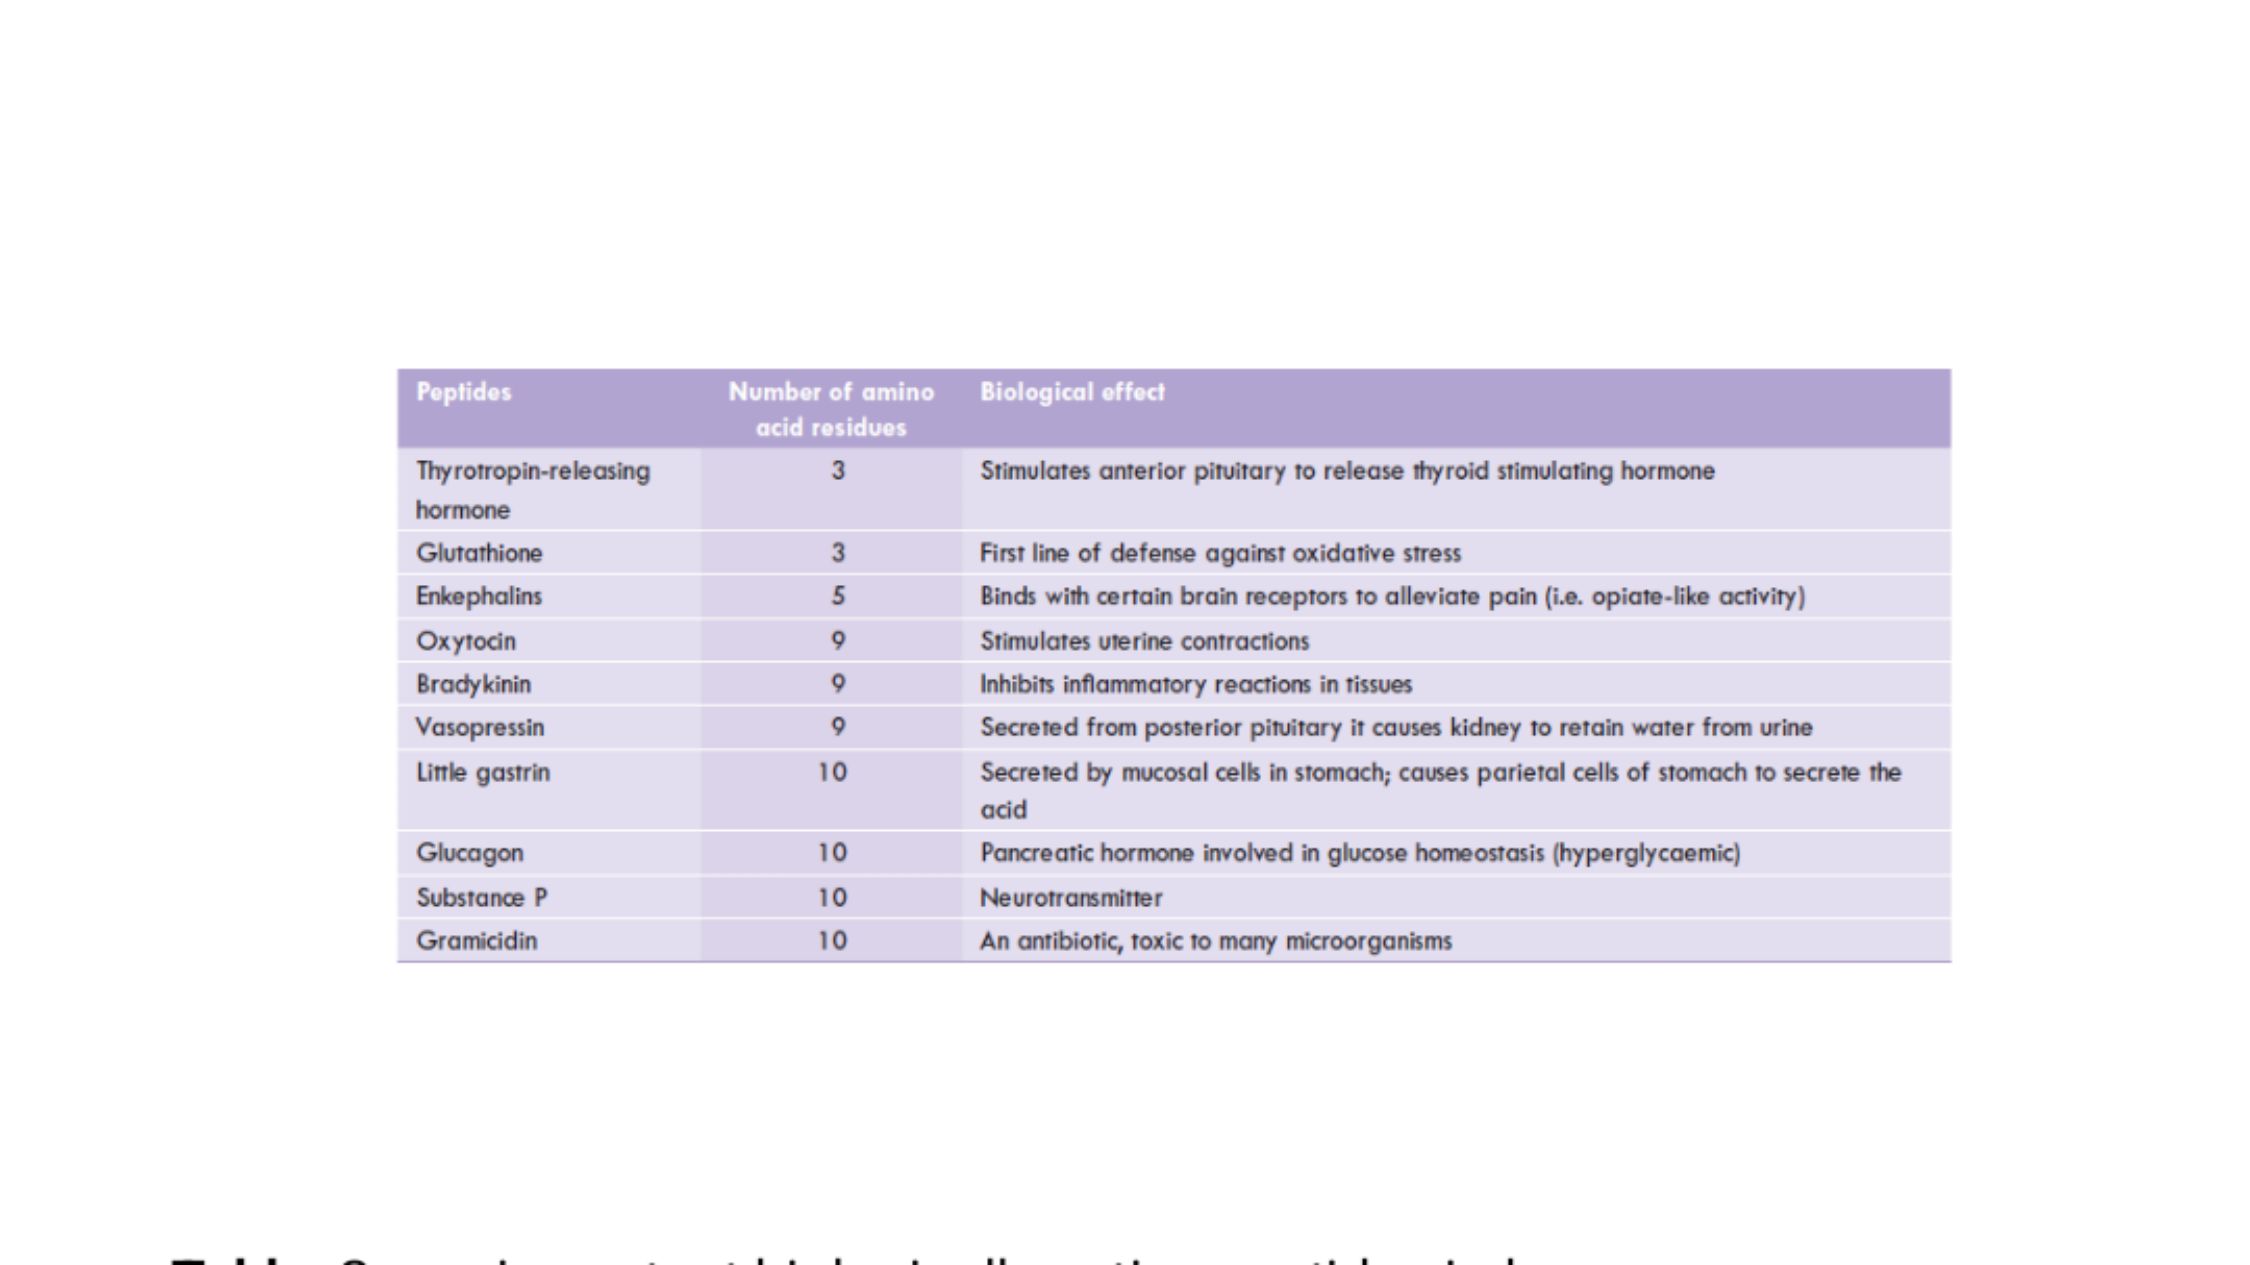 Peptides Number of amino Biological effect
acid residues
Thyrotropin-releasing 3 Stimulates anterior pituitary to release thyroid stimulating hormone
hormone
Glutathione 3 First line of defense against oxidative stress
Enkephalins 5 Binds with certain brain receptors to alleviate pain (i.e. opiate-like activity)
Oxytocin 9 Stimulates uterine contractions
Bradykinin 9 Inhibits inflammatory reactions in tissues
Vasopressin 9 Secreted from posterior pituitary it causes kidney to retain water from urine
Little gastrin 10 Secreted by mucosal cells in stomach; causes parietal cells of stomach to secrete the
acid
Glucagon 10 Pancreatic hormone involved in glucose homeostasis (hyperglycaemic)
Substance P 10 Neurotransmitter
Gramicidin 10 An antibiotic, toxic to many microorganisms